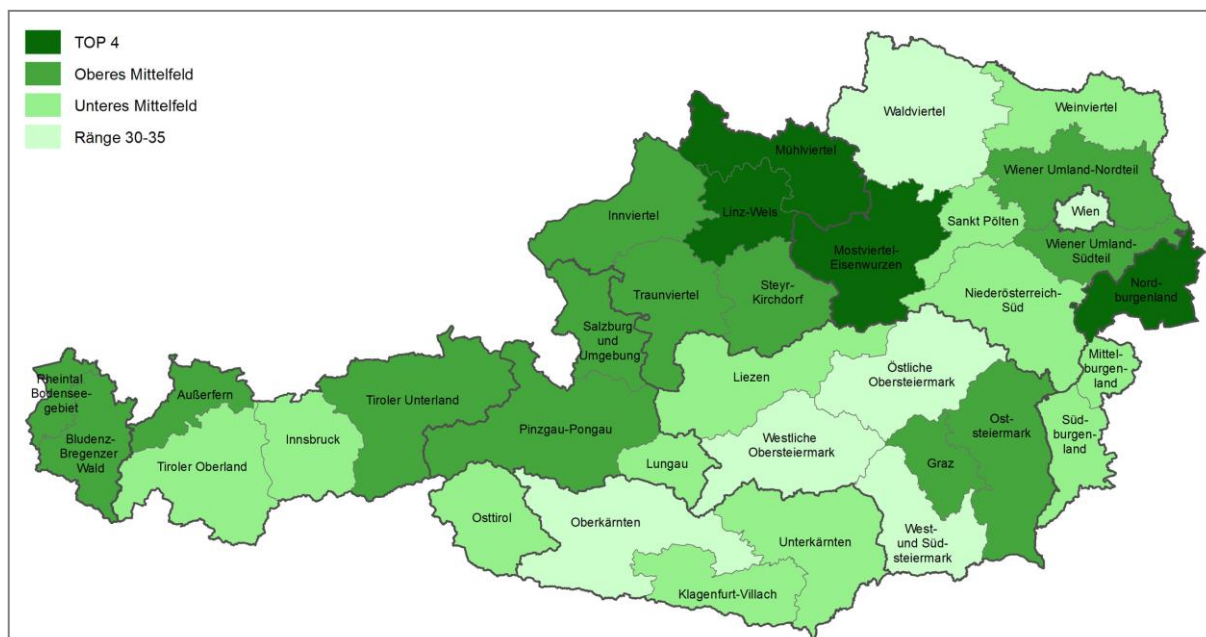 TOP 4
Oberes Mittelfeld
Unteres Mittelfeld
Ränge 30-35
Waldviertel
Weinviertel
Mühlviertel
Wiener Umland-Nordteil
Linz-Wels
Innviertel
Wien
Sankt Pölten
Mostviertel-
Eisenwurzen
Wiener Umland-
Südteil
Nord-
burgenland
Steyr-
Kirchdorf
Traunviertel
Niederösterreich-
Süd
Salzburg
und
Umgebung
Mittel-
burgen-
land
Östliche
Obersteiermark
Liezen
Rheintal
Bodensee-
gebiet
Außerfern
Tiroler Unterland
Bludenz-
Bregenzer
Wald
Innsbruck
Tiroler Oberland
Pinzgau-Pongau
Westliche
Obersteiermark
Ost-
steiermark
Süd-
burgen-
land
Lungau
Graz
Osttirol
Oberkärnten
Unterkärnten
West-
und Süd-
steiermark
Klagenfurt-Villach